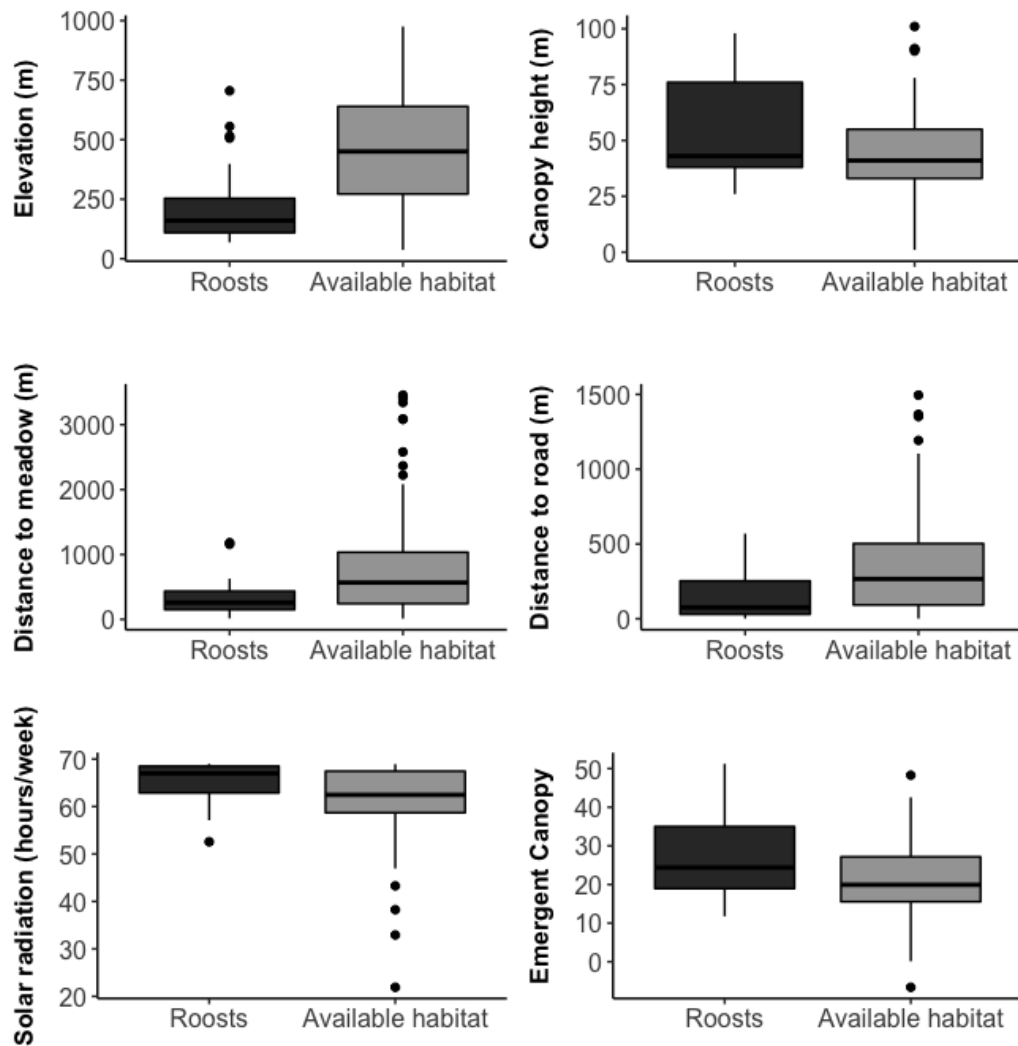 Elevation (m)
1000
750
500
250
0
Roosts Available habitat
Canopy height (m)
100
75
50
25
0
Roosts Available habitat
Distance to meadow (m)
3000
2000
1000
0
Roosts Available habitat
Distance to road (m)
1500
1000
500
0
Roosts Available habitat
Solar radiation (hours/week)
70
60
50
40
30
20
Roosts Available habitat
Emergent Canopy
50
40
30
20
10
0
Roosts Available habitat